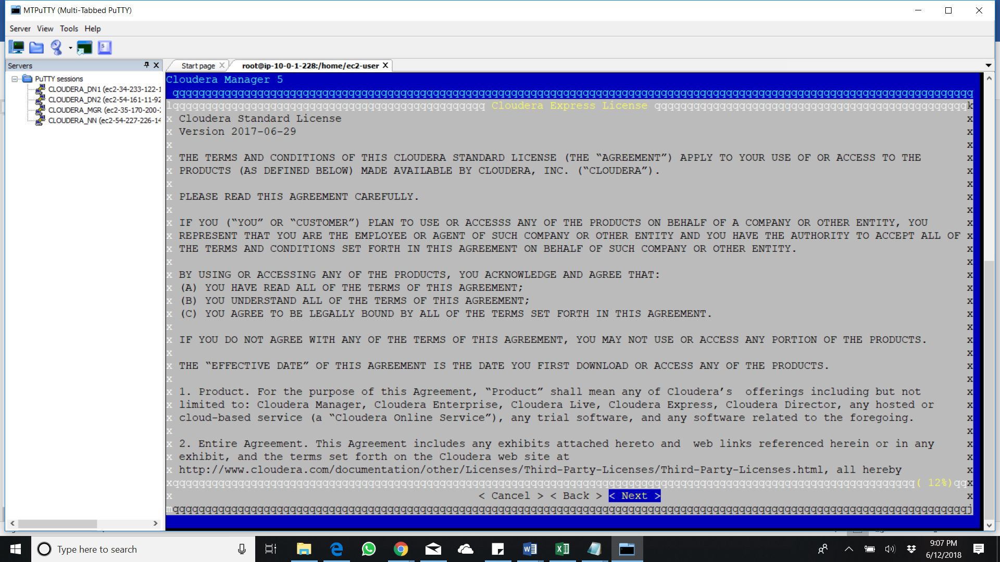 MTPuTTY (Multi-Tabbed PuTTY)
Server View Tools Help
Servers
PuTTY sessions
CLOUDERA_DN1 (ec2-34-233-122-1
CLOUDERA_DN2 (ec2-54-161-11-92
CLOUDERA_MGR (ec2-35-170-200-2
CLOUDERA_NN (ec2-54-227-226-14
Start page
root@ip-10-0-1-228:/home/ec2-user
Cloudera Manager 5
Cloudera Express License
Cloudera Standard License
Version 2017-06-29
THE TERMS AND CONDITIONS OF THIS CLOUDERA STANDARD LICENSE (THE “AGREEMENT”) APPLY TO YOUR USE OF OR ACCESS TO THE
PRODUCTS (AS DEFINED BELOW) MADE AVAILABLE BY CLOUDERA, INC. (“CLOUDERA”).
PLEASE READ THIS AGREEMENT CAREFULLY.
IF YOU (“YOU” OR “CUSTOMER”) PLAN TO USE OR ACCESSS ANY OF THE PRODUCTS ON BEHALF OF A COMPANY OR OTHER ENTITY, YOU
REPRESENT THAT YOU ARE THE EMPLOYEE OR AGENT OF SUCH COMPANY OR OTHER ENTITY AND YOU HAVE THE AUTHORITY TO ACCEPT ALL OF
THE TERMS AND CONDITIONS SET FORTH IN THIS AGREEMENT ON BEHALF OF SUCH COMPANY OR OTHER ENTITY.
BY USING OR ACCESSING ANY OF THE PRODUCTS, YOU ACKNOWLEDGE AND AGREE THAT:
(A) YOU HAVE READ ALL OF THE TERMS OF THIS AGREEMENT;
(B) YOU UNDERSTAND ALL OF THE TERMS OF THIS AGREEMENT;
(C) YOU AGREE TO BE LEGALLY BOUND BY ALL OF THE TERMS SET FORTH IN THIS AGREEMENT.
IF YOU DO NOT AGREE WITH ANY OF THE TERMS OF THIS AGREEMENT, YOU MAY NOT USE OR ACCESS ANY PORTION OF THE PRODUCTS.
THE “EFFECTIVE DATE” OF THIS AGREEMENT IS THE DATE YOU FIRST DOWNLOAD OR ACCESS ANY OF THE PRODUCTS.
1. Product. For the purpose of this Agreement, “Product” shall mean any of Cloudera’s  offerings including but not
limited to: Cloudera Manager, Cloudera Enterprise, Cloudera Live, Cloudera Express, Cloudera Director, any hosted or
cloud-based service (a “Cloudera Online Service”), any trial software, and any software related to the foregoing.
2. Entire Agreement. This Agreement includes any exhibits attached hereto and  web links referenced herein or in any
exhibit, and the terms set forth on the Cloudera web site at
http://www.cloudera.com/documentation/other/Licenses/Third-Party-Licenses/Third-Party-Licenses.html, all hereby
( 12%)
< Cancel > < Back > < Next >
Type here to search
9:07 PM
6/12/2018